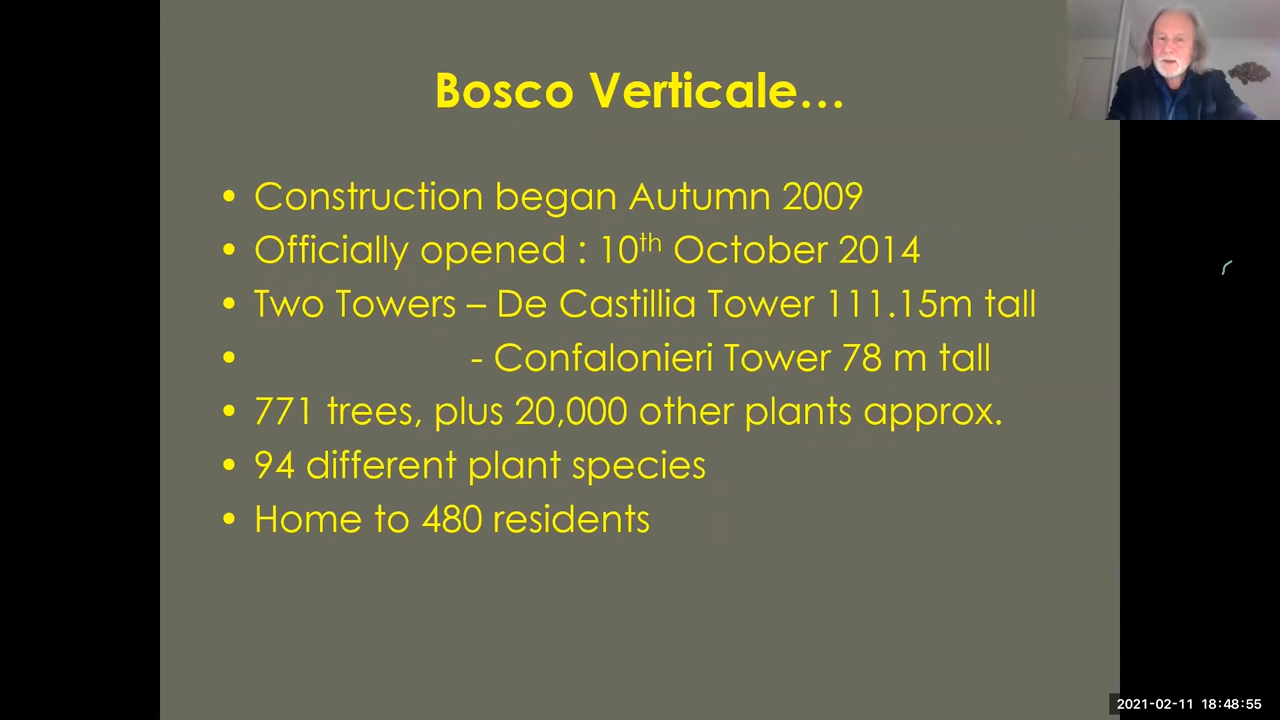 Bosco Verticale…
• Construction began Autumn 2009
• Officially opened : 10th October 2014
• Two Towers – De Castillia Tower 111.15m tall
• - Confalonieri Tower 78 m tall
• 771 trees, plus 20,000 other plants approx.
• 94 different plant species
• Home to 480 residents
2021-02-11 18:48:55